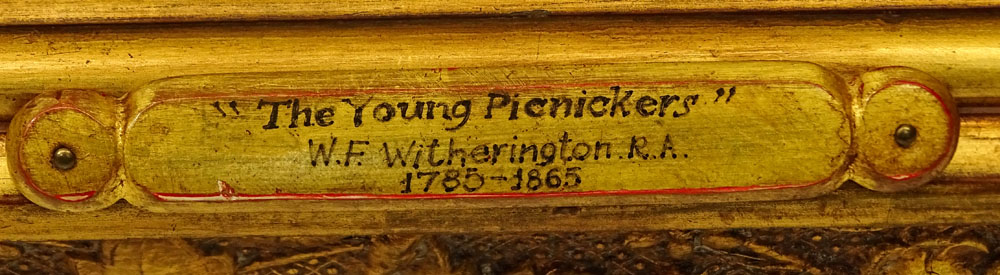 "The Young Picnickers"
W.F. Witherington. R.A.
1785-1865